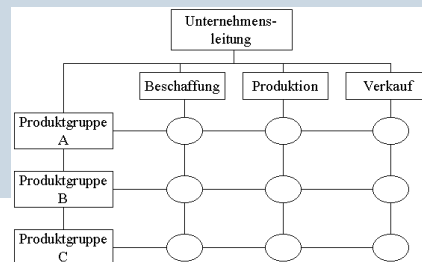 Unternehmens-
leitung
Beschaffung
Produktion
Verkauf
Produktgruppe
A
Produktgruppe
B
Produktgruppe
C